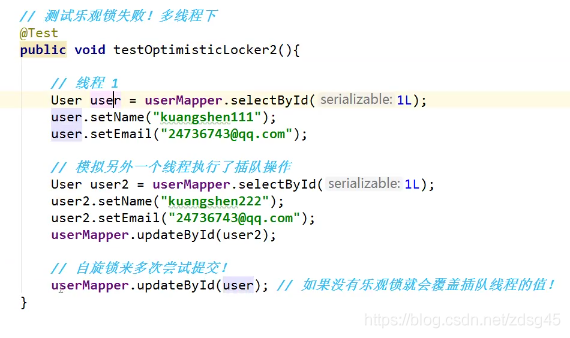 // 测试乐观锁失败！多线程下
@Test
public void testOptimisticLocker2(){
// 线程 1
User user = userMapper.selectById( serializable: 1L);
user.setName("kuangshen111");
user.setEmail("24736743@qq.com");
// 模拟另外一个线程执行了插队操作
User user2 = userMapper.selectById( serializable: 1L);
user2.setName("kuangshen222");
user2.setEmail("24736743@qq.com");
userMapper.updateById(user2);
// 自旋锁来多次尝试提交！
userMapper.updateById(user); // 如果没有乐观锁就会覆盖插队线程的值！
}
https://blog.csdn.net/zdsg45